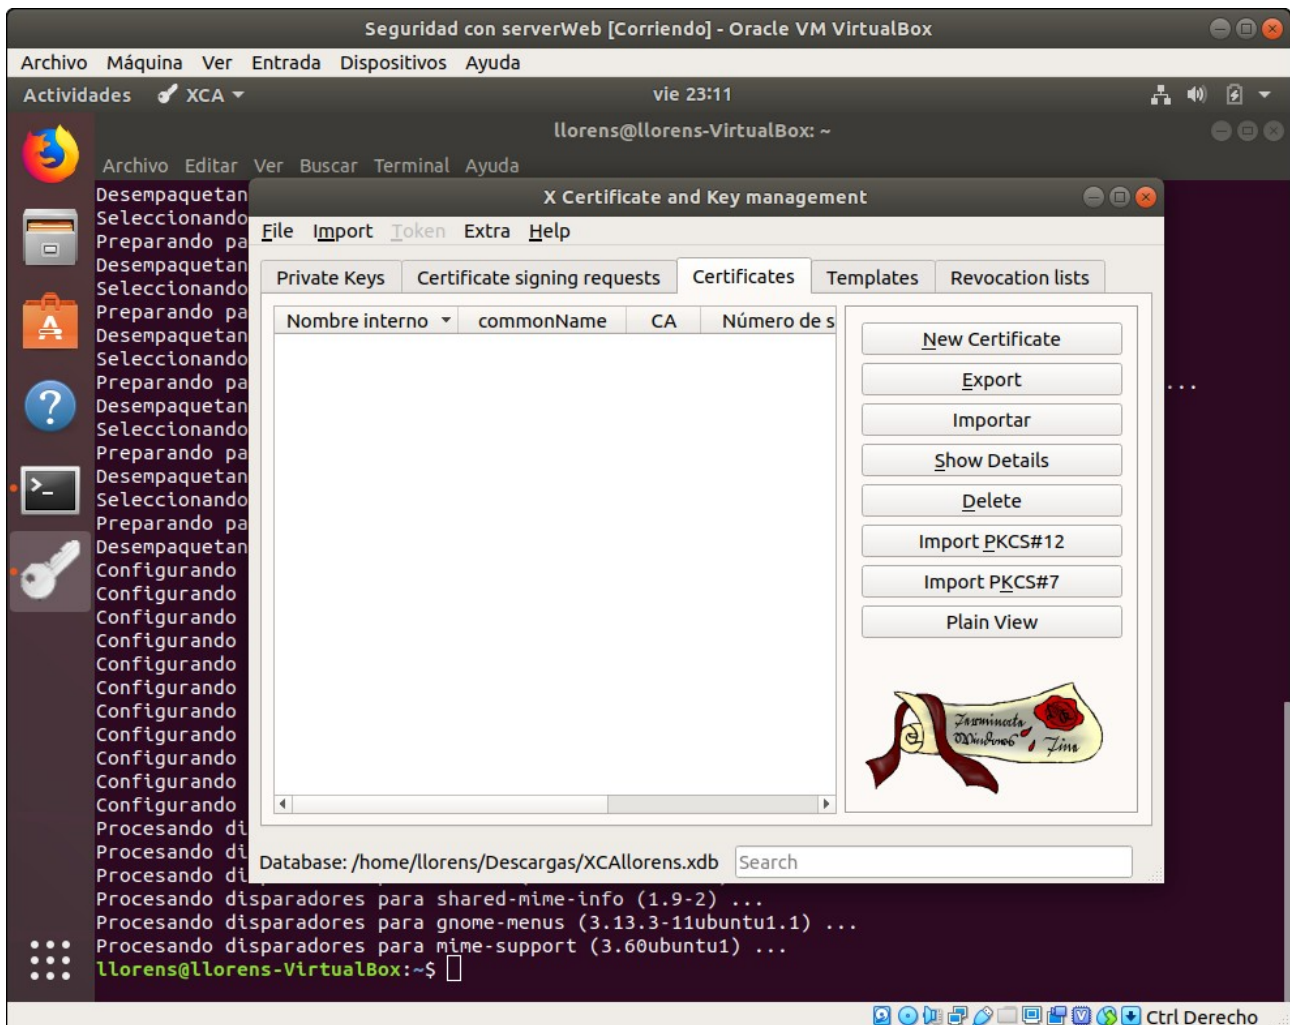 Seguridad con serverWeb [Corriendo] - Oracle VM VirtualBox
Archivo Máquina Ver Entrada Dispositivos Ayuda
Actividades XCA vie 23:11
llorens@llorens-VirtualBox: ~
Archivo Editar Ver Buscar Terminal Ayuda
Desempaquetan
Seleccionando
Preparando pa
Desempaquetan
Seleccionando
Preparando pa
Desempaquetan
Seleccionando
Preparando pa ...
Desempaquetan
Seleccionando
Preparando pa
Desempaquetan
Seleccionando
Preparando pa
Desempaquetan
Configurando
Configurando
Configurando
Configurando
Configurando
Configurando
Configurando
Configurando
Configurando
Configurando
Configurando
Procesando di
Procesando di
Procesando di
Procesando disparadores para shared-mime-info (1.9-2) ...
Procesando disparadores para gnome-menus (3.13.3-11ubuntu1.1) ...
Procesando disparadores para mime-support (3.60ubuntu1) ...
llorens@llorens-VirtualBox:~$
X Certificate and Key management
File Import Token Extra Help
Private Keys Certificate signing requests Certificates Templates Revocation lists
Nombre interno commonName CA Número de s
New Certificate
Export
Importar
Show Details
Delete
Import PKCS#12
Import PKCS#7
Plain View
Database: /home/llorens/Descargas/XCAllorens.xdb Search
Ctrl Derecho